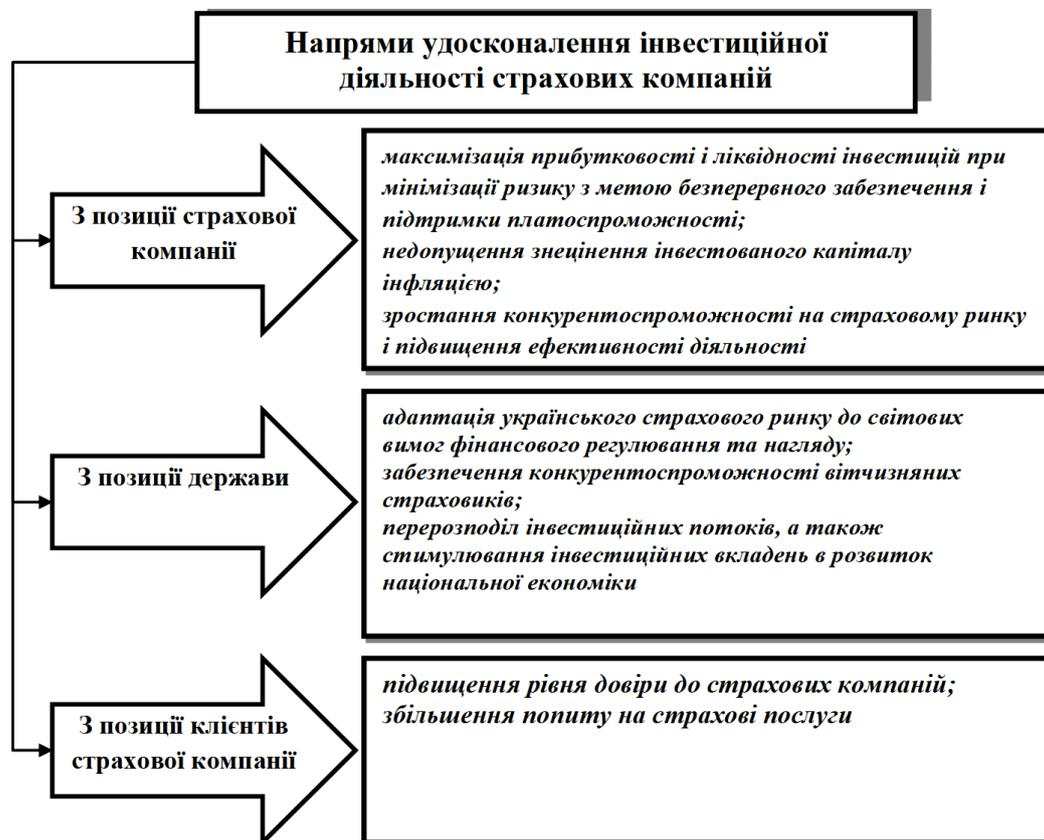 Напрями удосконалення інвестиційної
діяльності страхових компаній
З позиції страхової
компанії
максимізація прибутковості і ліквідності інвестицій при
мінімізації ризику з метою безперервного забезпечення і
підтримки платоспроможності;
недопущення знецінення інвестованого капіталу
інфляцією;
зростання конкурентоспроможності на страховому ринку
і підвищення ефективності діяльності
З позиції держави
адаптація українського страхового ринку до світових
вимог фінансового регулювання та нагляду;
забезпечення конкурентоспроможності вітчизняних
страховиків;
перерозподіл інвестиційних потоків, а також
стимулювання інвестиційних вкладень в розвиток
національної економіки
З позиції клієнтів
страхової компанії
підвищення рівня довіри до страхових компаній;
збільшення попиту на страхові послуги